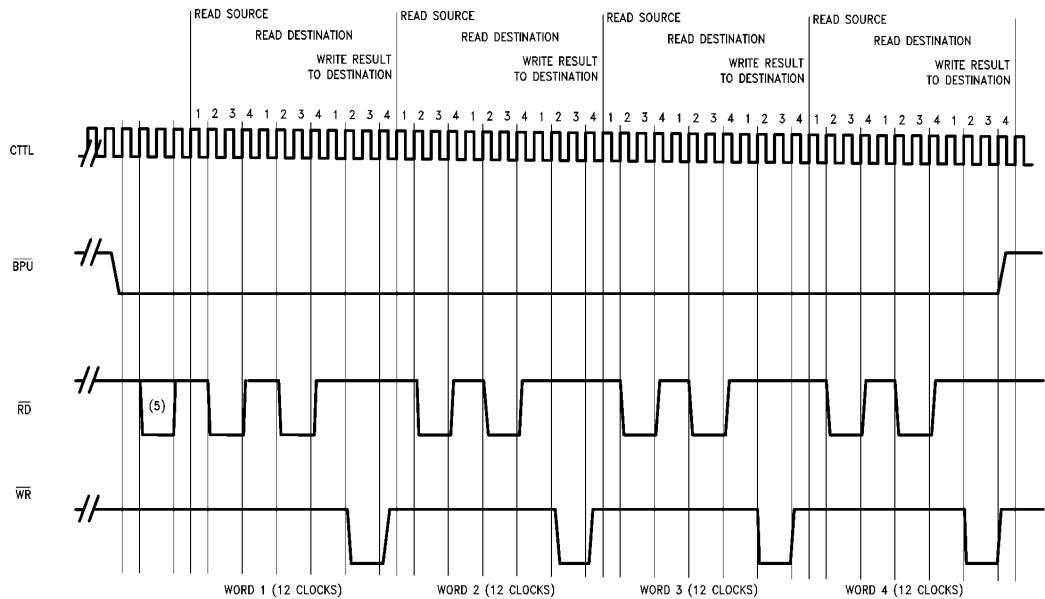 READ SOURCE READ SOURCE READ SOURCE READ SOURCE
READ DESTINATION READ DESTINATION READ DESTINATION READ DESTINATION
WRITE RESULT WRITE RESULT WRITE RESULT WRITE RESULT
TO DESTINATION TO DESTINATION TO DESTINATION TO DESTINATION
1 2 3 4 1 2 3 4 1 2 3 4 1 2 3 4 1 2 3 4 1 2 3 4 1 2 3 4 1 2 3 4 1 2 3 4 1 2 3 4 1 2 3 4 1 2 3 4
CTTL
BPU
RD
(5)
WR
WORD 1 (12 CLOCKS) WORD 2 (12 CLOCKS) WORD 3 (12 CLOCKS) WORD 4 (12 CLOCKS)